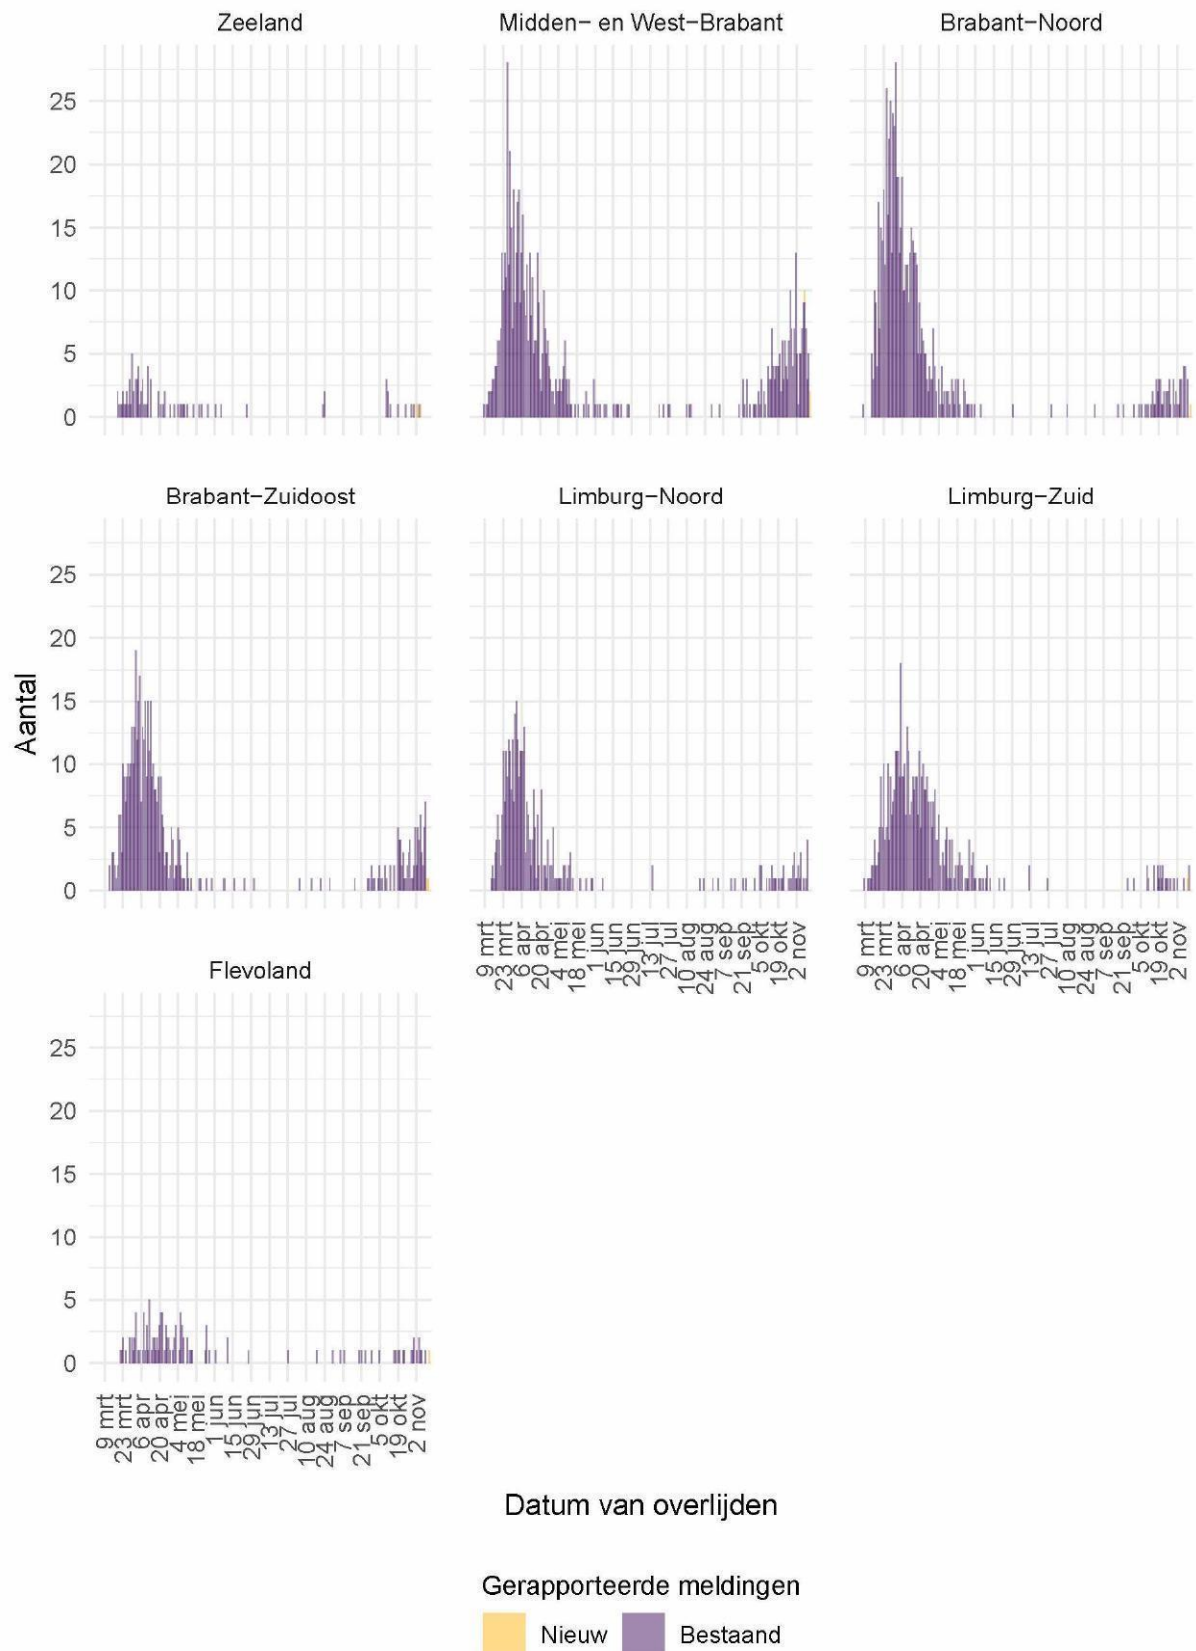 Zeeland
Midden- en West-Brabant
Brabant-Noord
25
20
15
10
5
0
Brabant-Zuidoost
Limburg-Noord
Limburg-Zuid
Aantal
25
20
15
10
5
0
9 mrt
23 mrt
6 apr
20 apr
4 mei
18 mei
1 jun
15 jun
29 jun
13 jul
27 jul
10 aug
24 aug
7 sep
21 sep
5 okt
19 okt
2 nov
9 mrt
23 mrt
6 apr
20 apr
4 mei
18 mei
1 jun
15 jun
29 jun
13 jul
27 jul
10 aug
24 aug
7 sep
21 sep
5 okt
19 okt
2 nov
Flevoland
25
20
15
10
5
0
9 mrt
23 mrt
6 apr
20 apr
4 mei
18 mei
1 jun
15 jun
29 jun
13 jul
27 jul
10 aug
24 aug
7 sep
21 sep
5 okt
19 okt
2 nov
Datum van overlijden
Gerapporteerde meldingen
Nieuw Bestaand